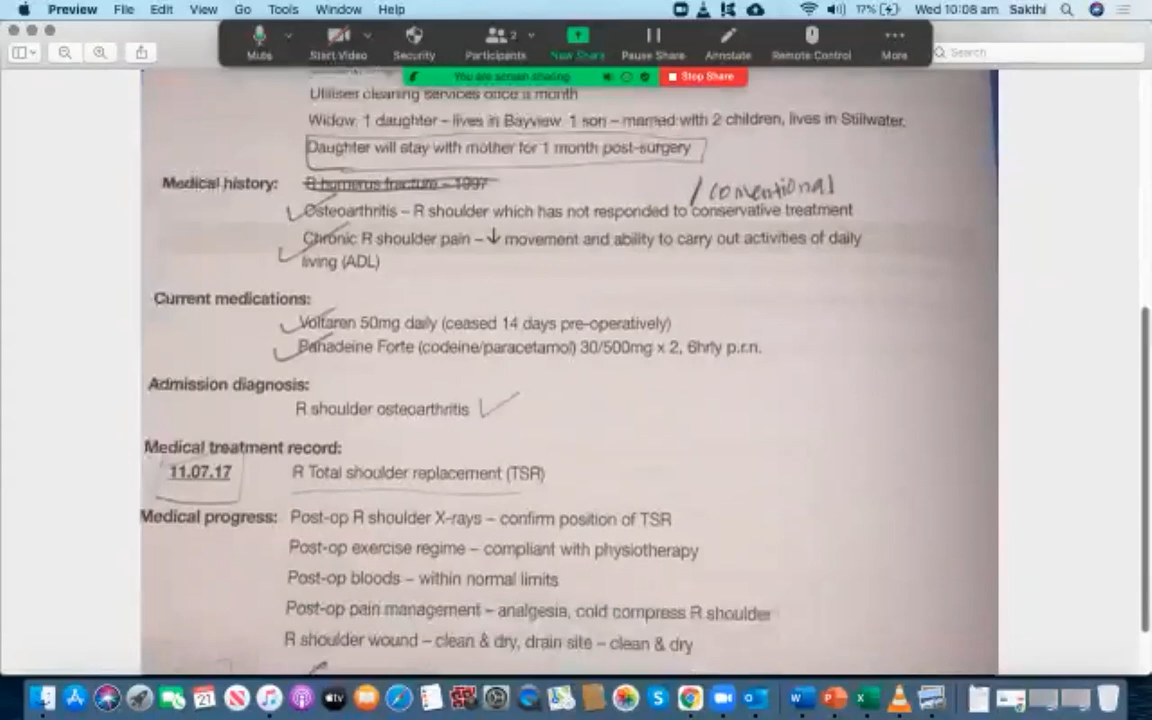 Preview File Edit View Go Tools Window Help 17% Wed 10:08 am Sakthi
Mute Start Video Security Participants 2 New Share Pause Share Annotate Remote Control More
Search
You are screen sharing Stop Share
Utilises cleaning services once a month
Widow. 1 daughter – lives in Bayview. 1 son – married with 2 children, lives in Stillwater.
Daughter will stay with mother for 1 month post-surgery
Medical history: R humerus fracture – 1997
/ conventional
Osteoarthritis – R shoulder which has not responded to conservative treatment
Chronic R shoulder pain – ↓ movement and ability to carry out activities of daily
living (ADL)
Current medications:
Voltaren 50mg daily (ceased 14 days pre-operatively)
Panadeine Forte (codeine/paracetamol) 30/500mg x 2, 6hrly p.r.n.
Admission diagnosis:
R shoulder osteoarthritis
Medical treatment record:
11.07.17 R Total shoulder replacement (TSR)
Medical progress: Post-op R shoulder X-rays – confirm position of TSR
Post-op exercise regime – compliant with physiotherapy
Post-op bloods – within normal limits
Post-op pain management – analgesia, cold compress R shoulder
R shoulder wound – clean & dry, drain site – clean & dry